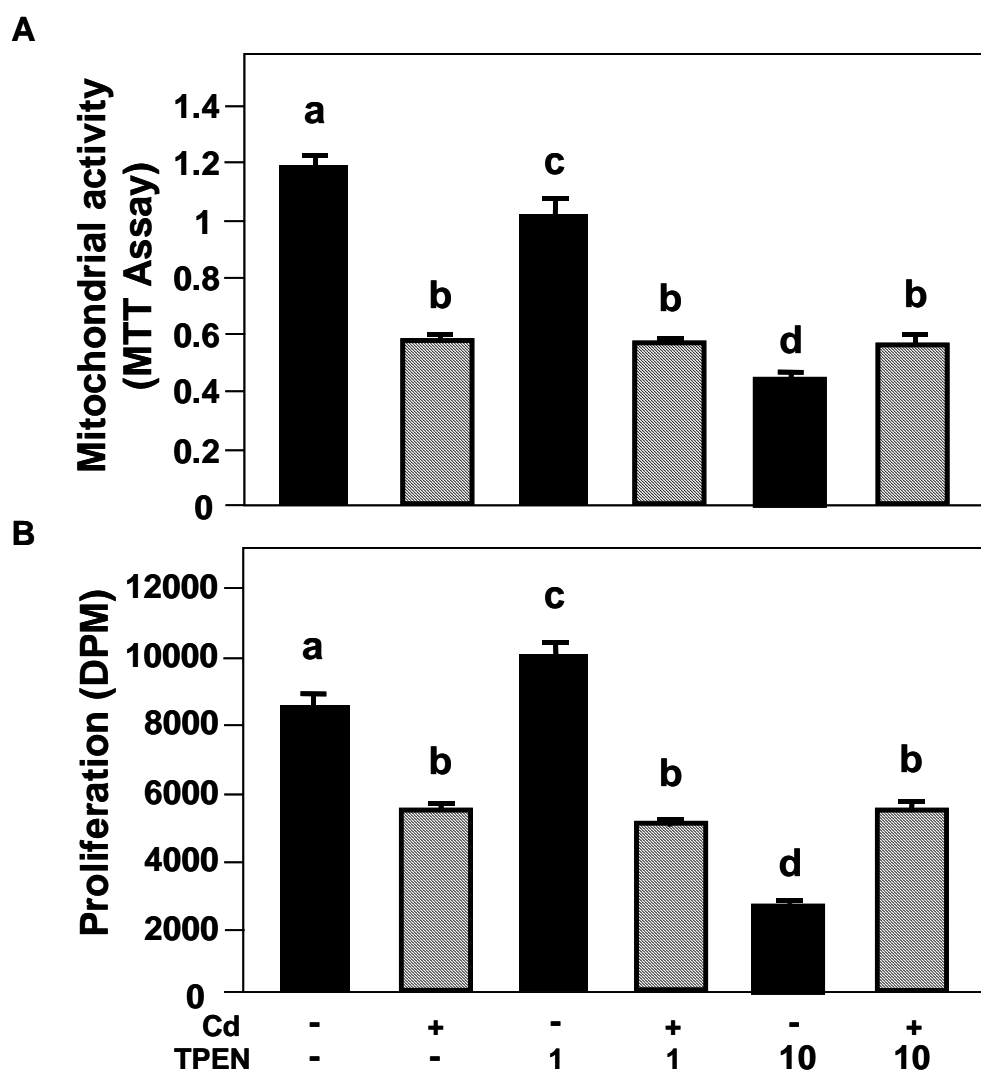 A
Mitochondrial activity
(MTT Assay)
1.4
1.2
1
0.8
0.6
0.4
0.2
0
a
b
c
b
d
b
B
Proliferation (DPM)
12000
10000
8000
6000
4000
2000
0
a
b
c
b
d
b
Cd - + - + - +
TPEN - - 1 1 10 10